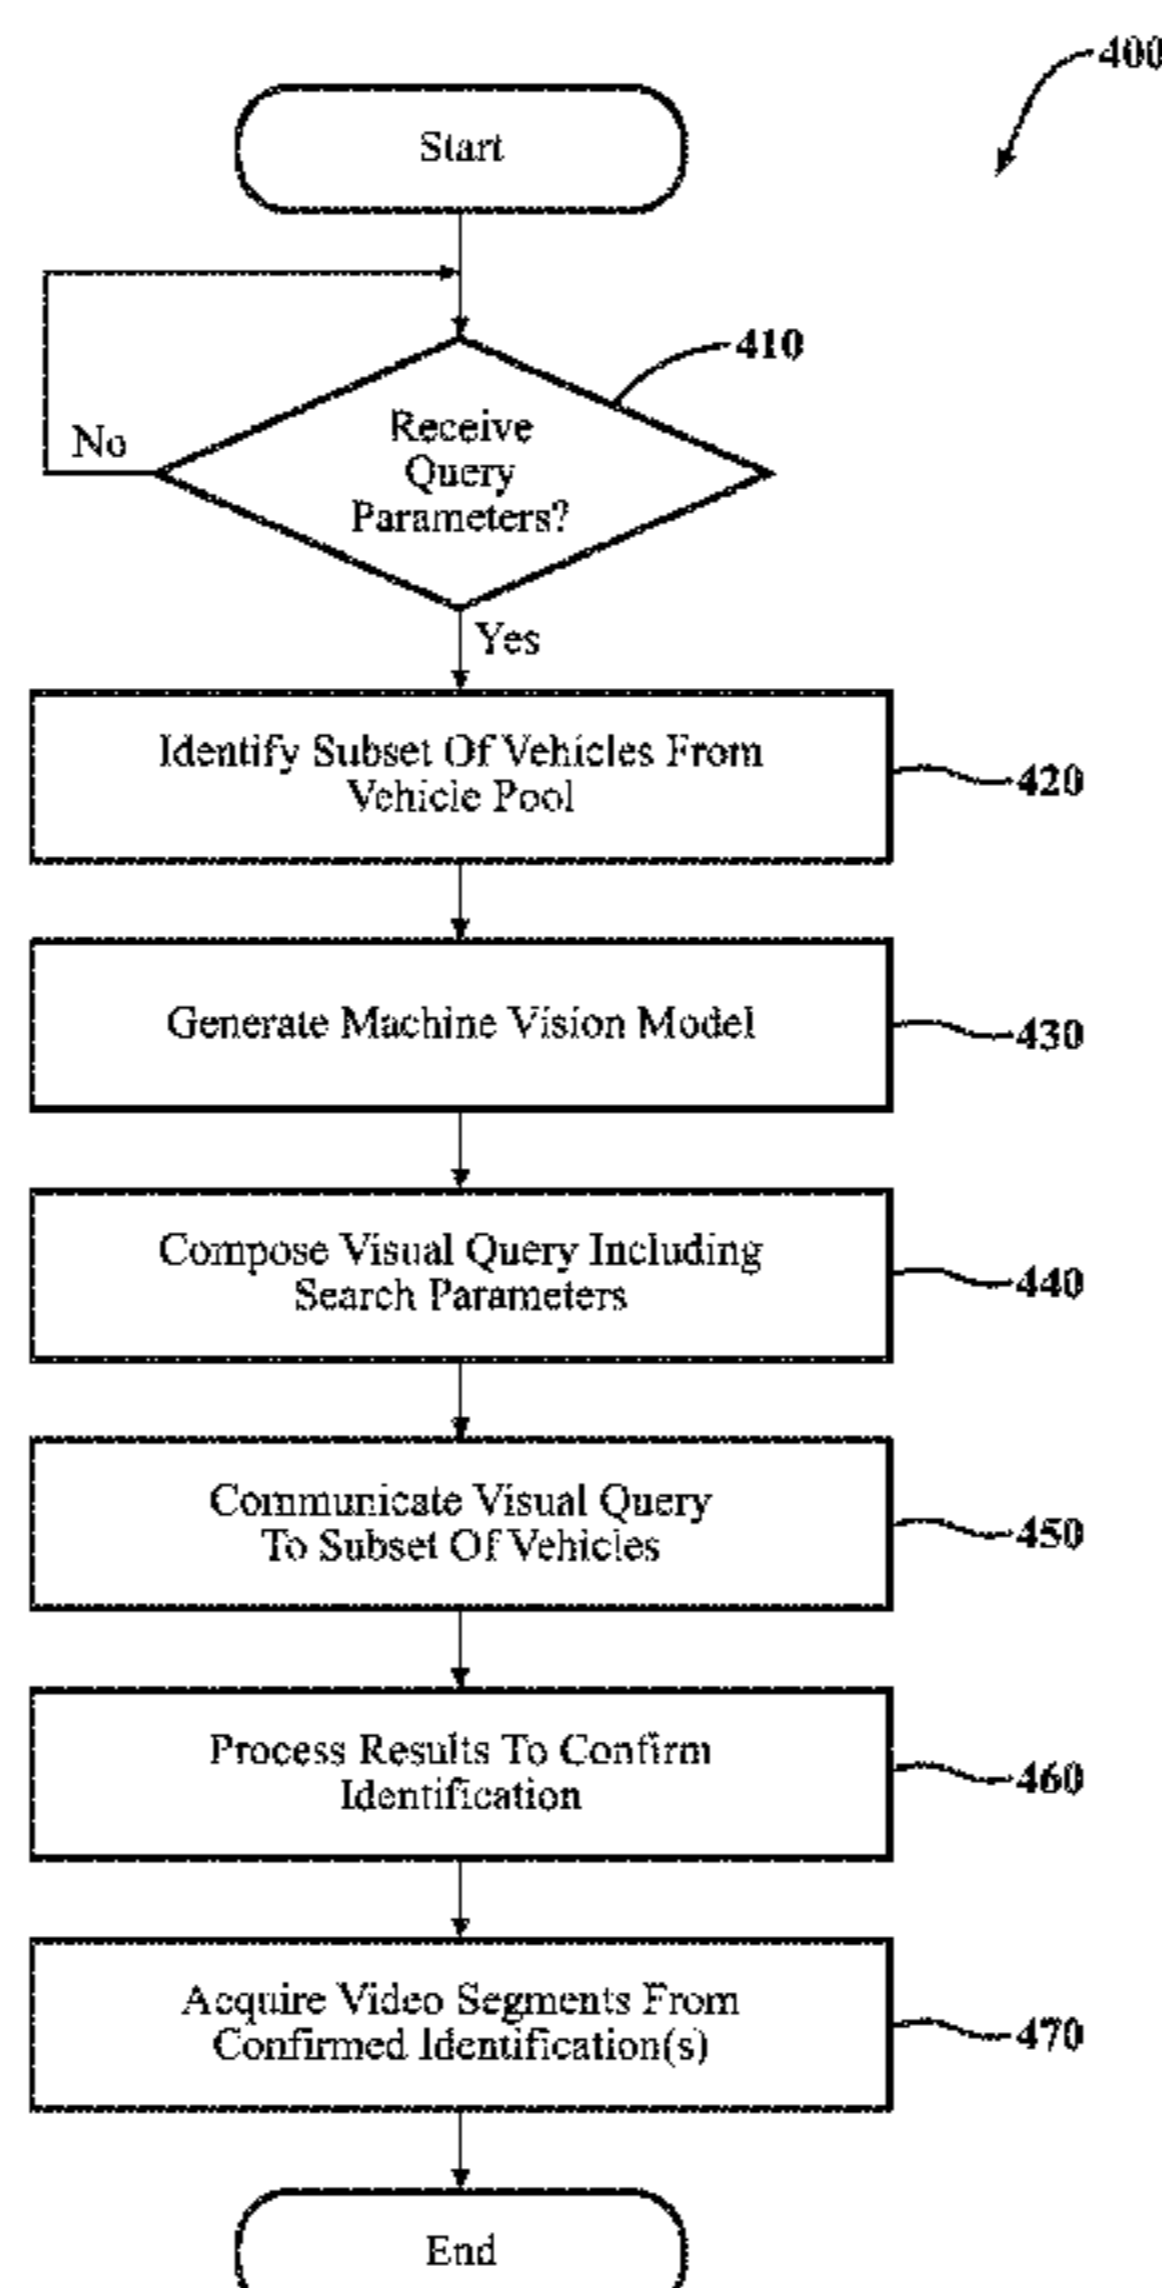 400
Start
410
Receive
Query
Parameters?
No
Yes
Identify Subset Of Vehicles From
Vehicle Pool
420
Generate Machine Vision Model
430
Compose Visual Query Including
Search Parameters
440
Communicate Visual Query
To Subset Of Vehicles
450
Process Results To Confirm
Identification
460
Acquire Video Segments From
Confirmed Identification(s)
470
End